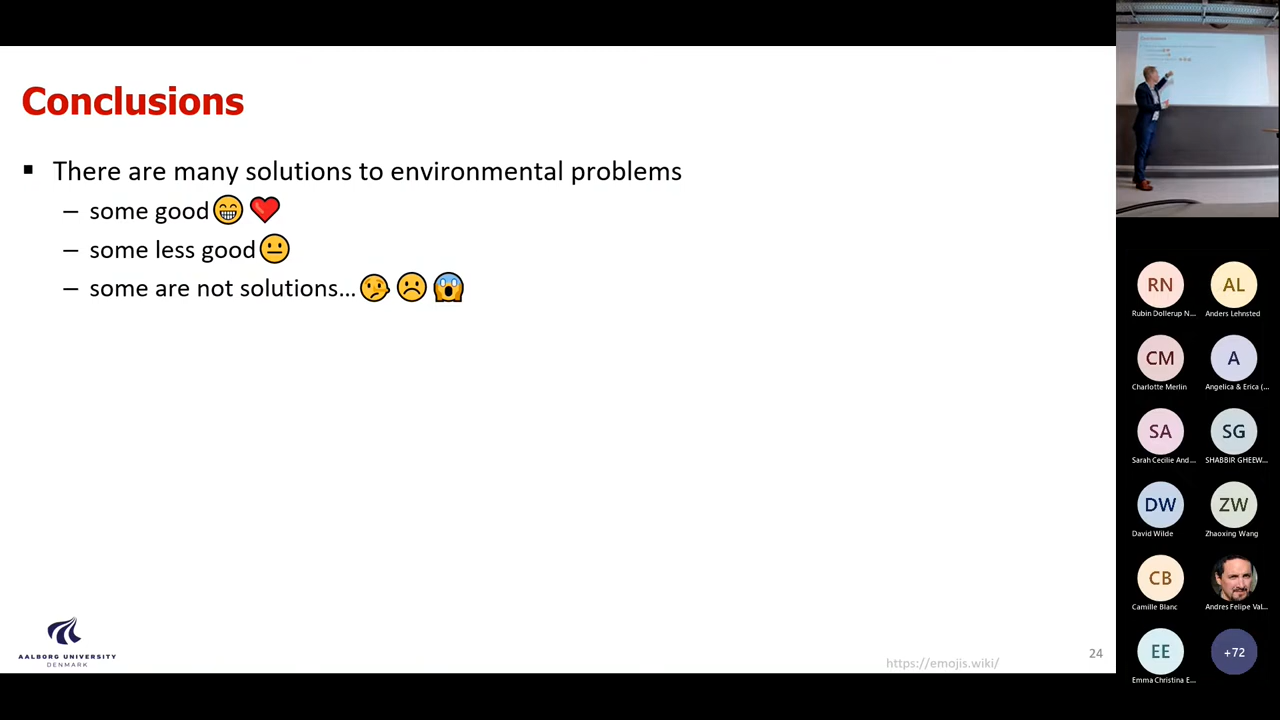 Conclusions
▪ There are many solutions to environmental problems
– some good😁❤️
– some less good😐
– some are not solutions...🤥☹️😱
AALBORG UNIVERSITY
DENMARK
https://emojis.wiki/
24
Conclusions
RN
AL
Rubin Dollerup N...
Anders Lehnsted
CM
A
Charlotte Merlin
Angelica & Erica (...
SA
SG
Sarah Cecilie And...
SHABBIR GHEEW...
DW
ZW
David Wilde
Zhaoxing Wang
CB
Camille Blanc
Andres Felipe Val...
EE
+72
Emma Christina E...